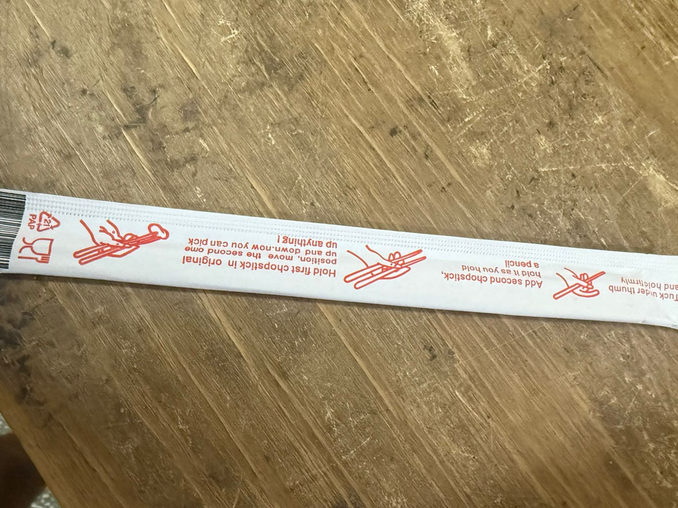 Tuck under thumb
and hold firmly
Add second chopstick,
hold it as you hold
a pencil
Hold first chopstick in original
position, move the second ome
up and down.now you can pick
up anything!
21
PAP